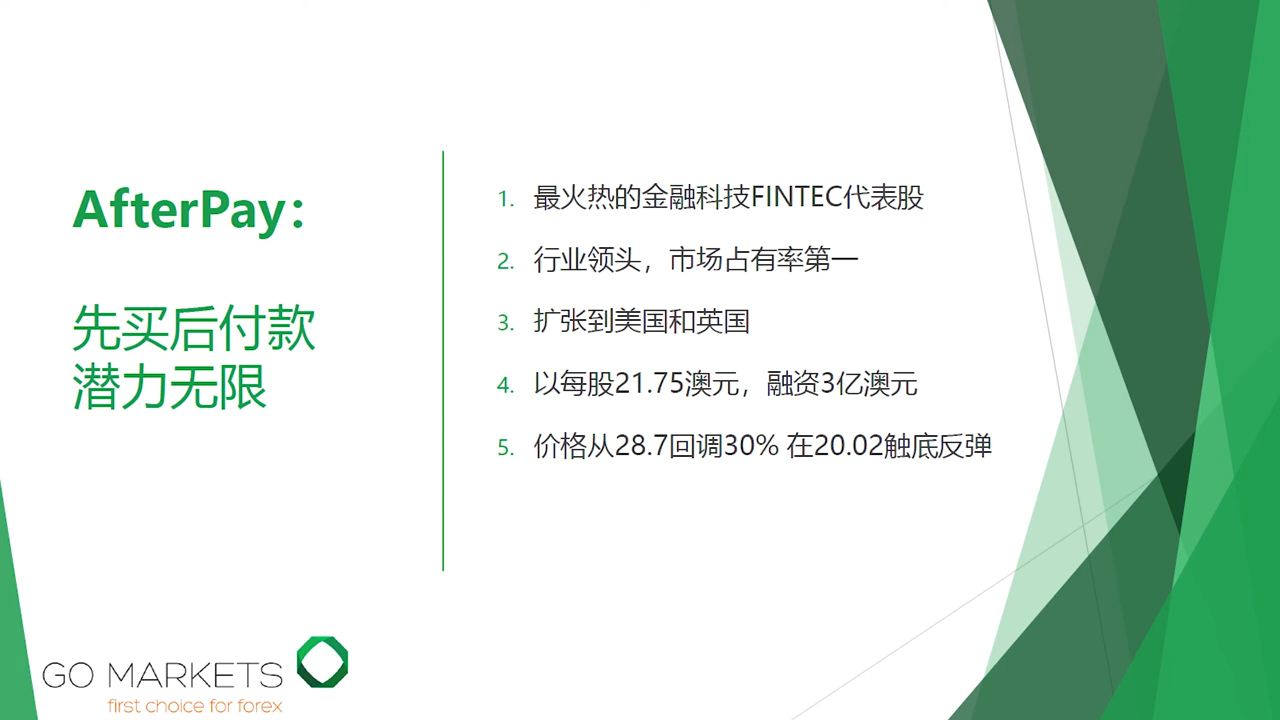 AfterPay：
先买后付款
潜力无限
1. 最火热的金融科技FINTEC代表股
2. 行业领头，市场占有率第一
3. 扩张到美国和英国
4. 以每股21.75澳元，融资3亿澳元
5. 价格从28.7回调30% 在20.02触底反弹
GO MARKETS
first choice for forex